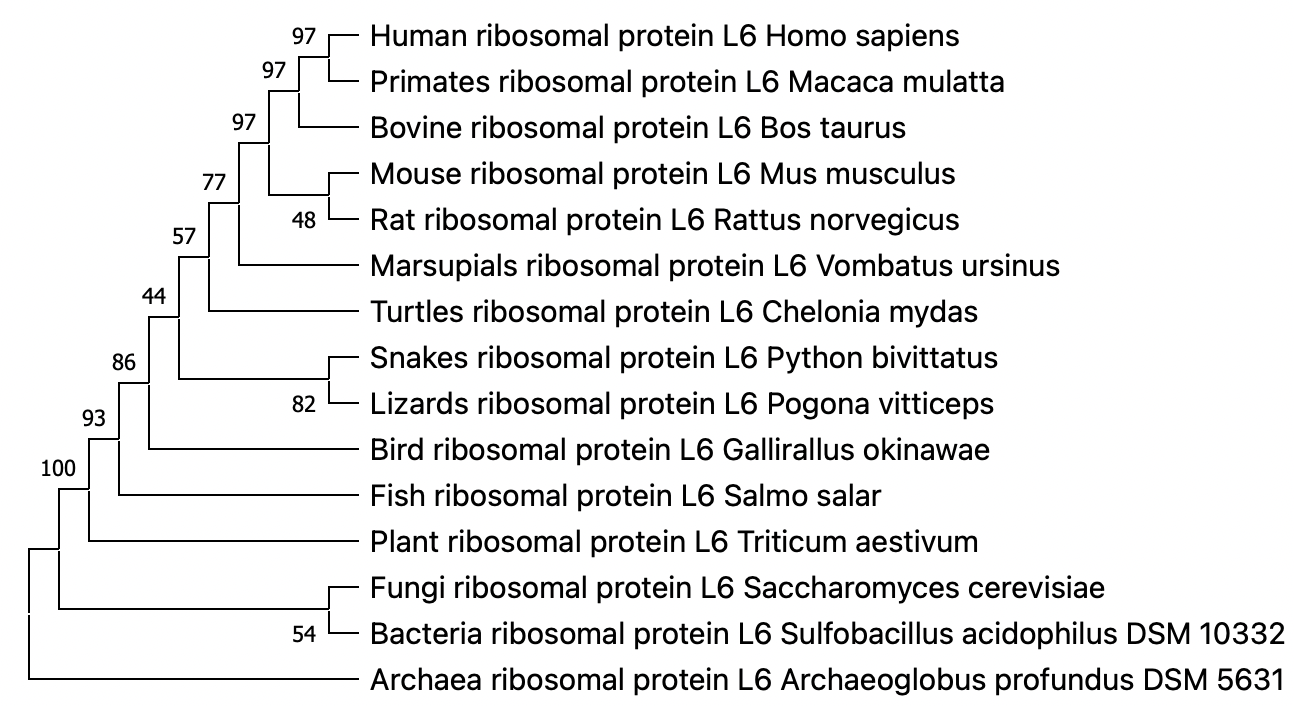 97
Human ribosomal protein L6 Homo sapiens
97
Primates ribosomal protein L6 Macaca mulatta
97
Bovine ribosomal protein L6 Bos taurus
77
Mouse ribosomal protein L6 Mus musculus
48
Rat ribosomal protein L6 Rattus norvegicus
57
Marsupials ribosomal protein L6 Vombatus ursinus
44
Turtles ribosomal protein L6 Chelonia mydas
86
Snakes ribosomal protein L6 Python bivittatus
82
Lizards ribosomal protein L6 Pogona vitticeps
93
Bird ribosomal protein L6 Gallirallus okinawae
100
Fish ribosomal protein L6 Salmo salar
Plant ribosomal protein L6 Triticum aestivum
Fungi ribosomal protein L6 Saccharomyces cerevisiae
54
Bacteria ribosomal protein L6 Sulfobacillus acidophilus DSM 10332
Archaea ribosomal protein L6 Archaeoglobus profundus DSM 5631